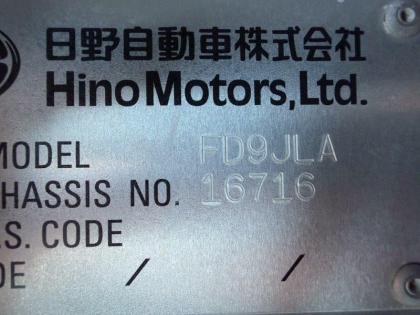 日野自動車株式会社
Hino Motors, Ltd.
MODEL FD9JLA
HASSIS NO. 16716
.S. CODE
DE / /